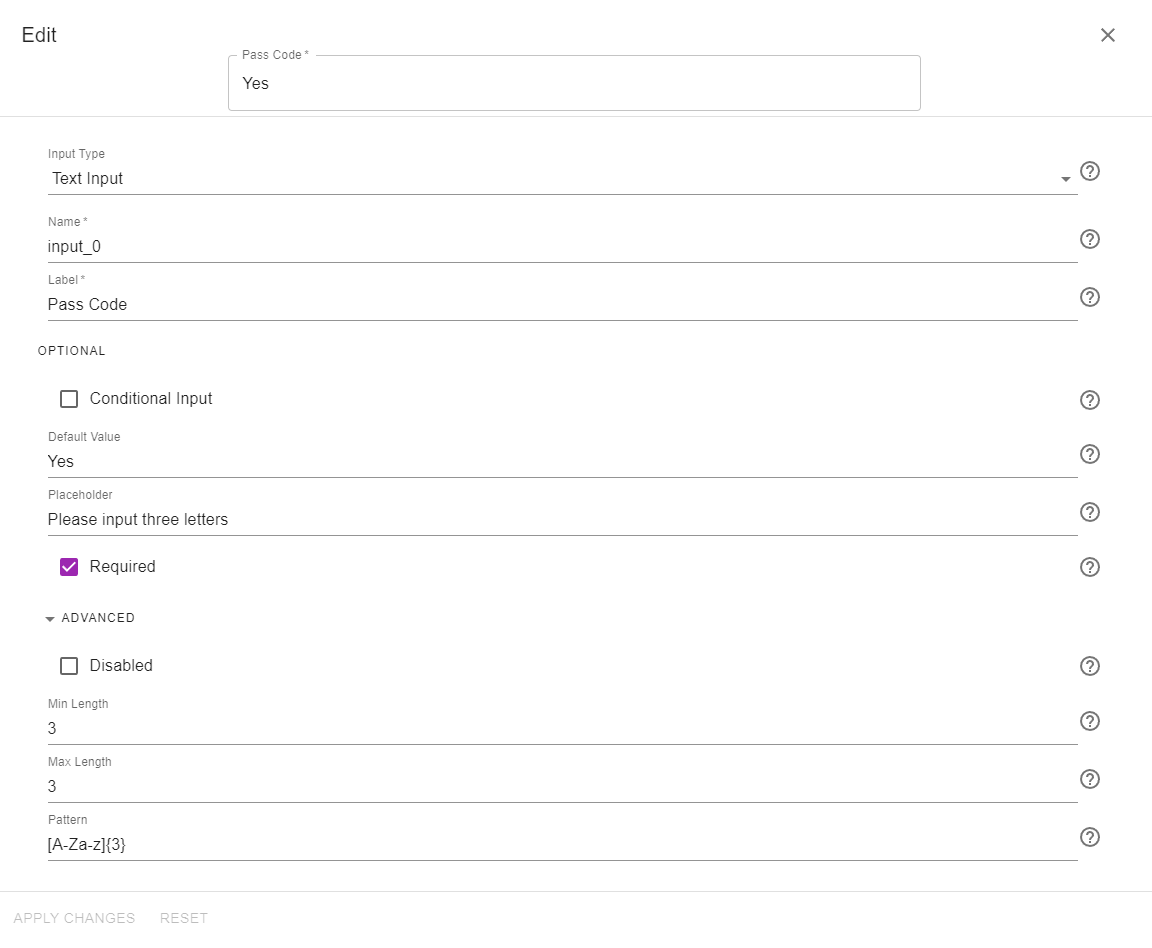 Edit
Pass Code *
Yes
Input Type
Text Input
Name *
input_0
Label *
Pass Code
OPTIONAL
Conditional Input
Default Value
Yes
Placeholder
Please input three letters
Required
ADVANCED
Disabled
Min Length
3
Max Length
3
Pattern
[A-Za-z]{3}
APPLY CHANGES RESET